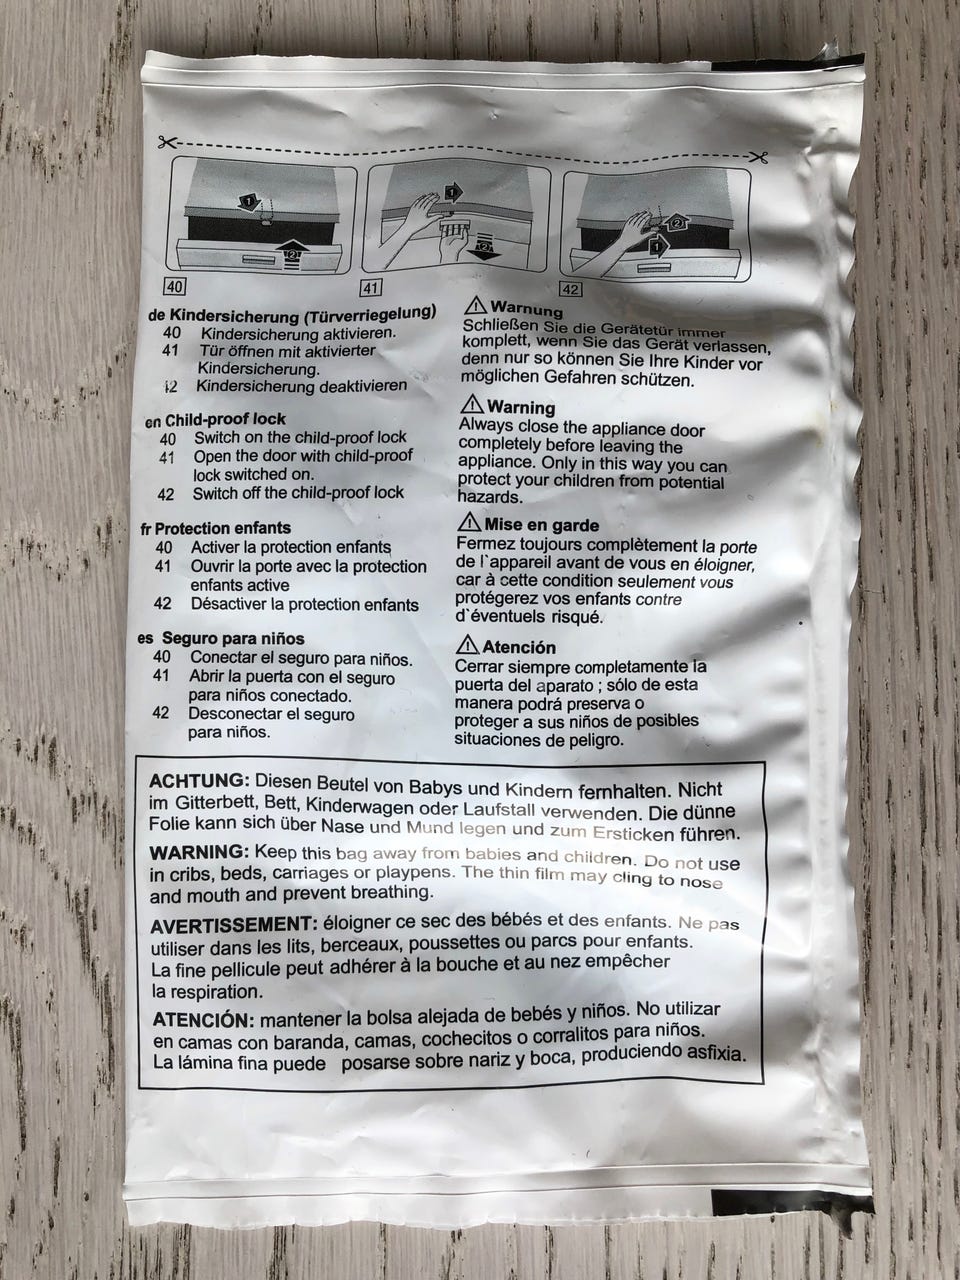 1
2
1
2
1
2
40
41
42
de Kindersicherung (Türverriegelung)
40 Kindersicherung aktivieren.
41 Tür öffnen mit aktivierter
Kindersicherung.
42 Kindersicherung deaktivieren
en Child-proof lock
40 Switch on the child-proof lock
41 Open the door with child-proof
lock switched on.
42 Switch off the child-proof lock
fr Protection enfants
40 Activer la protection enfants
41 Ouvrir la porte avec la protection
enfants active
42 Désactiver la protection enfants
es Seguro para niños
40 Conectar el seguro para niños.
41 Abrir la puerta con el seguro
para niños conectado.
42 Desconectar el seguro
para niños.
Warnung
Schließen Sie die Gerätetür immer
komplett, wenn Sie das Gerät verlassen,
denn nur so können Sie Ihre Kinder vor
möglichen Gefahren schützen.
Warning
Always close the appliance door
completely before leaving the
appliance. Only in this way you can
protect your children from potential
hazards.
Mise en garde
Fermez toujours complètement la porte
de l`appareil avant de vous en éloigner,
car à cette condition seulement vous
protégerez vos enfants contre
d`éventuels risqué.
Atención
Cerrar siempre completamente la
puerta del aparato ; sólo de esta
manera podrá preserva o
proteger a sus niños de posibles
situaciones de peligro.
ACHTUNG: Diesen Beutel von Babys und Kindern fernhalten. Nicht
im Gitterbett, Bett, Kinderwagen oder Laufstall verwenden. Die dünne
Folie kann sich über Nase und Mund legen und zum Ersticken führen.
WARNING: Keep this bag away from babies and children. Do not use
in cribs, beds, carriages or playpens. The thin film may cling to nose
and mouth and prevent breathing.
AVERTISSEMENT: éloigner ce sec des bébés et des enfants. Ne pas
utiliser dans les lits, berceaux, poussettes ou parcs pour enfants.
La fine pellicule peut adhérer à la bouche et au nez empêcher
la respiration.
ATENCIÓN: mantener la bolsa alejada de bebés y niños. No utilizar
en camas con baranda, camas, cochecitos o corralitos para niños.
La lámina fina puede posarse sobre nariz y boca, produciendo asfixia.